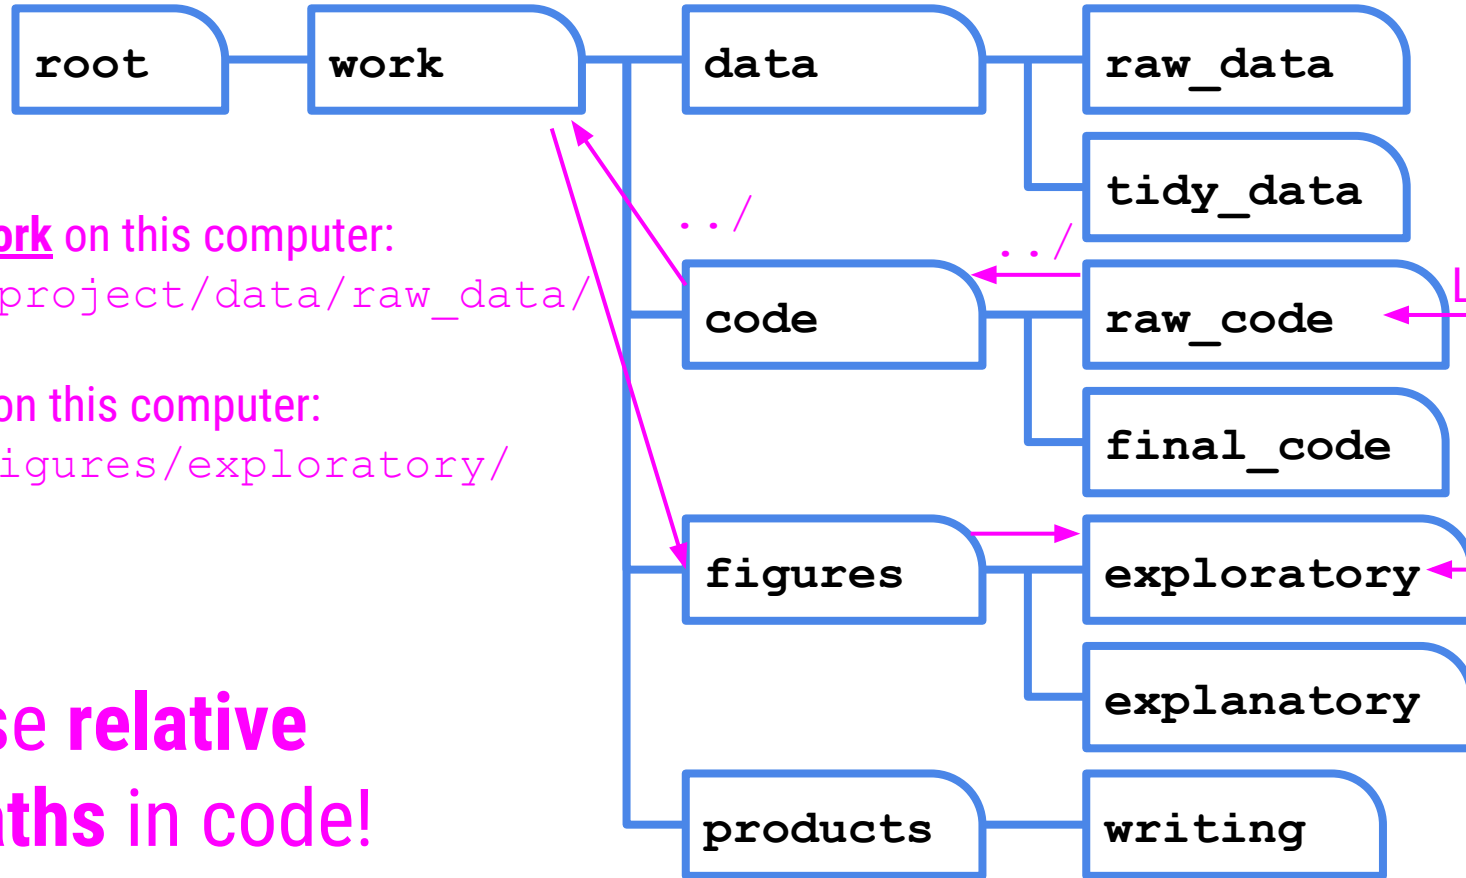 root
work
data
raw_data
tidy_data
ork on this computer:
project/data/raw_data/
../
../
code
raw_code
L
on this computer:
igures/exploratory/
final_code
figures
exploratory
explanatory
se relative
aths in code!
products
writing